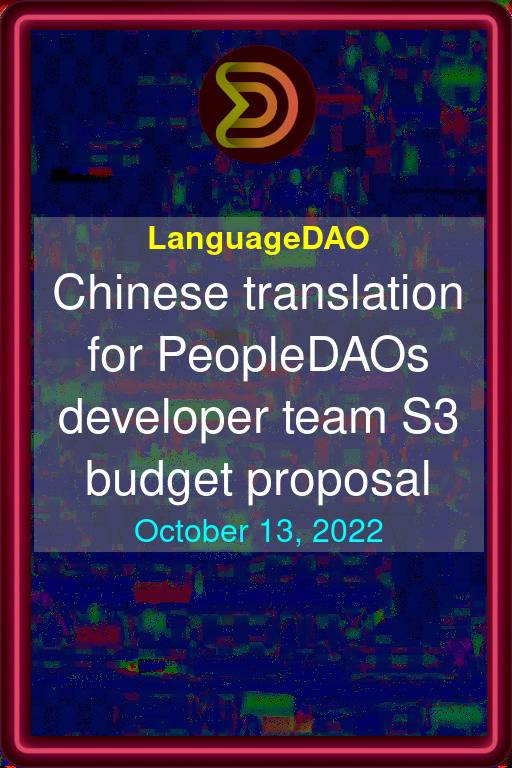 LanguageDAO
Chinese translation
for PeopleDAOs
developer team S3
budget proposal
October 13, 2022